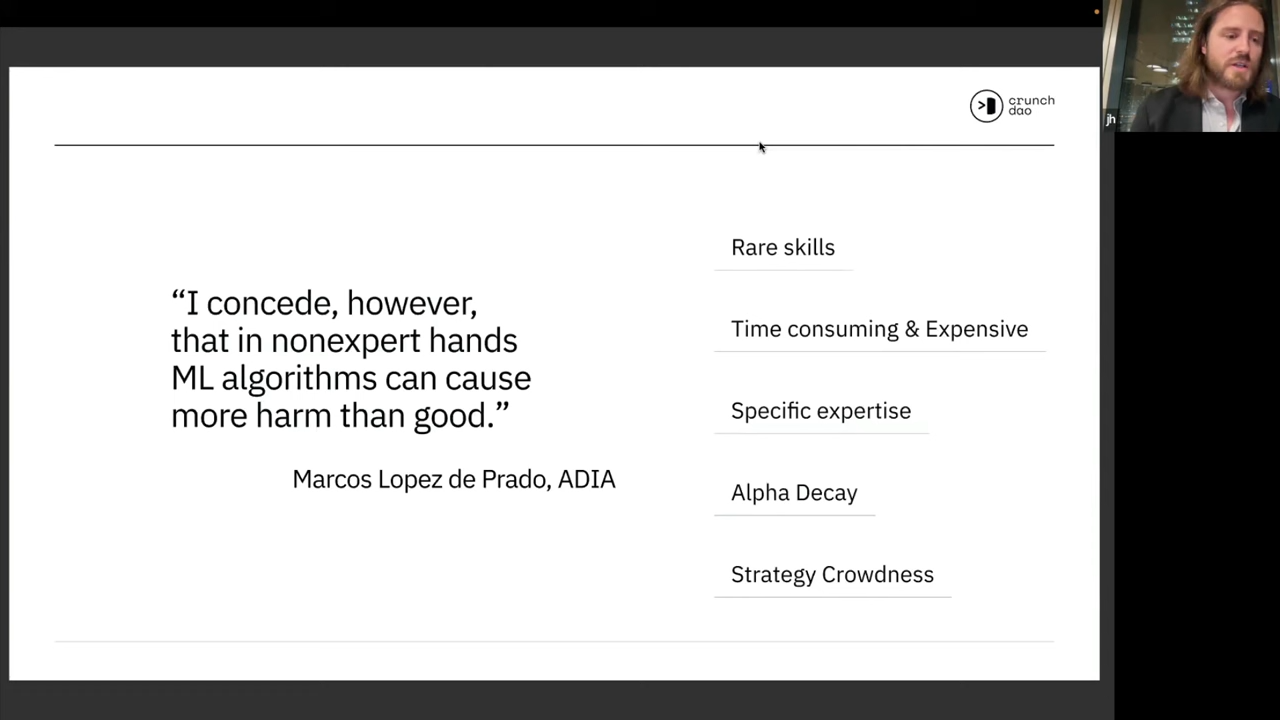 crunch
dao
“I concede, however,
that in nonexpert hands
ML algorithms can cause
more harm than good.”
Marcos Lopez de Prado, ADIA
Rare skills
Time consuming & Expensive
Specific expertise
Alpha Decay
Strategy Crowdness
jh